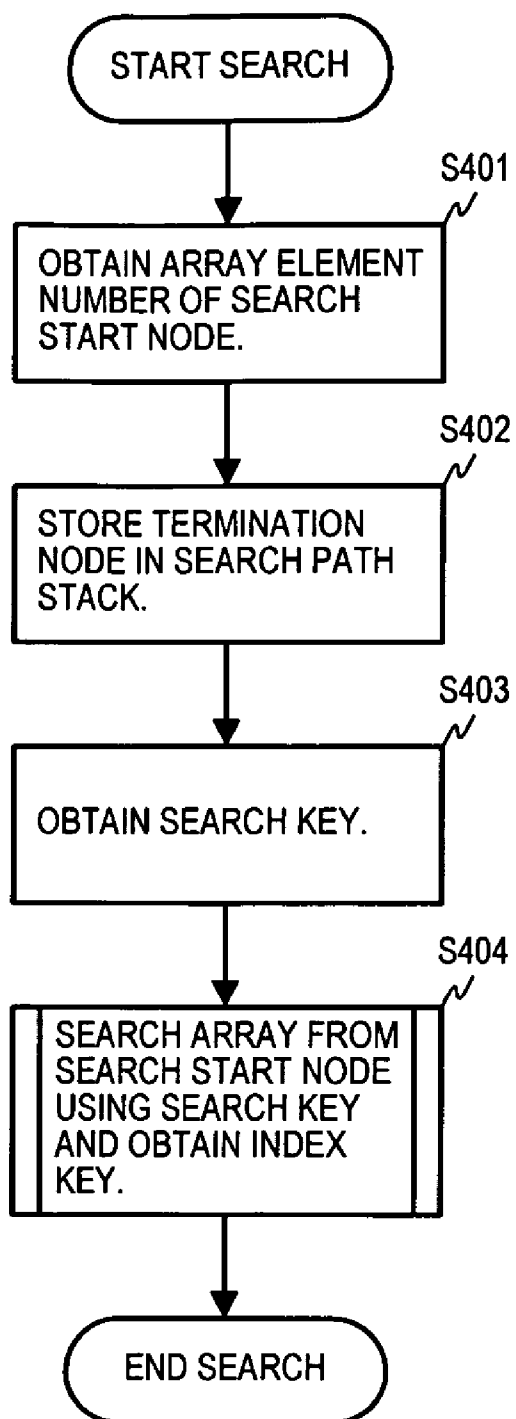 START SEARCH
S401
OBTAIN ARRAY ELEMENT
NUMBER OF SEARCH
START NODE.
S402
STORE TERMINATION
NODE IN SEARCH PATH
STACK.
S403
OBTAIN SEARCH KEY.
S404
SEARCH ARRAY FROM
SEARCH START NODE
USING SEARCH KEY
AND OBTAIN INDEX
KEY.
END SEARCH